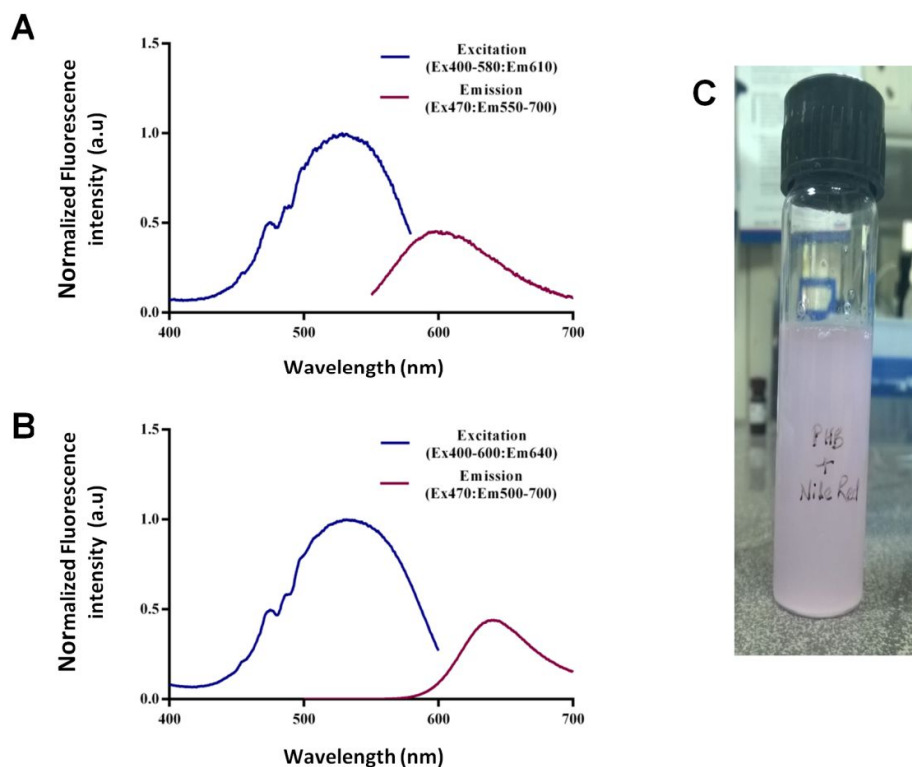 A
Normalized Fluorescence
intensity (a.u)
1.5
1.0
0.5
0.0
400
500
600
700
Wavelength (nm)
Excitation
(Ex400-580:Em610)
Emission
(Ex470:Em550-700)
B
Normalized Fluorescence
intensity (a.u)
1.5
1.0
0.5
0.0
400
500
600
700
Wavelength (nm)
Excitation
(Ex400-600:Em640)
Emission
(Ex470:Em500-700)
C
PHB
+
Nile Red